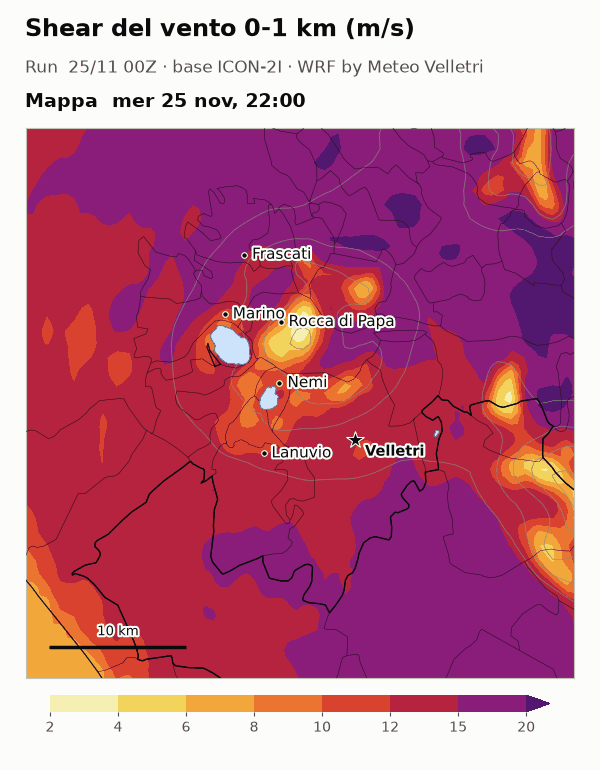 Shear del vento 0-1 km (m/s)
Run  25/11 00Z · base ICON-2I · WRF by Meteo Velletri
Mappa  mer 25 nov, 22:00
Frascati
Marino
Rocca di Papa
Nemi
Velletri
Lanuvio
10 km
2 4 6 8 10 12 15 20